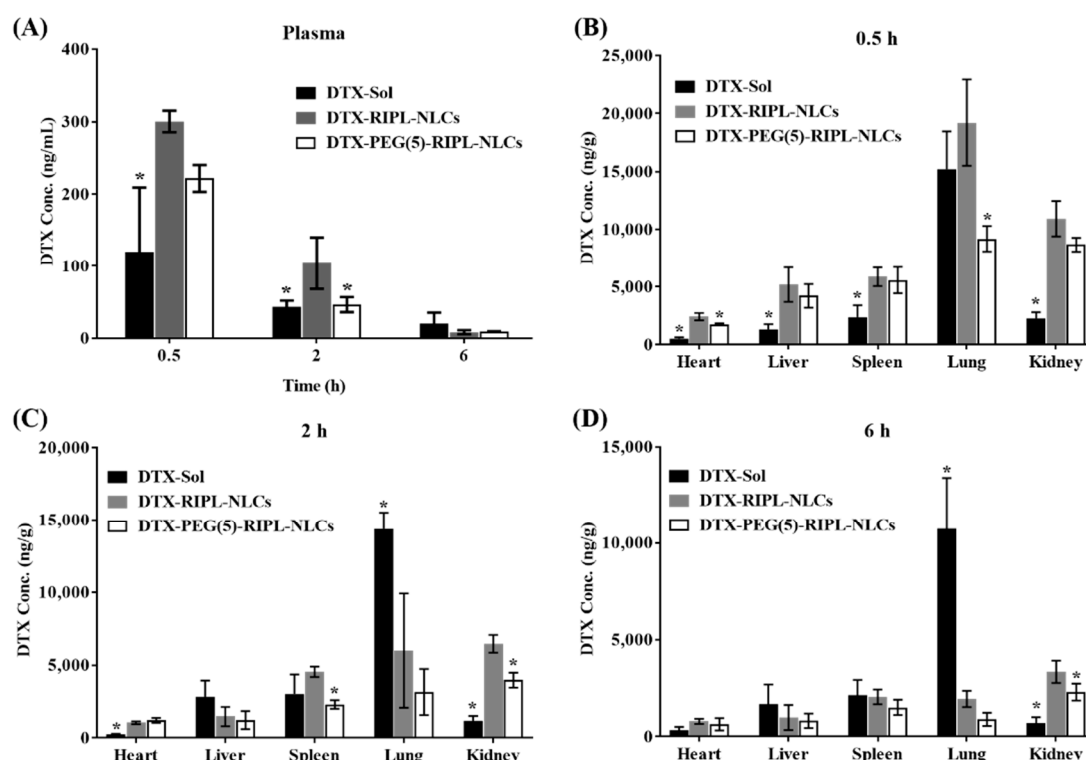 (A)
Plasma
DTX Conc. (ng/mL)
400
300
200
100
0
DTX-Sol
DTX-RIPL-NLCs
DTX-PEG(5)-RIPL-NLCs
*
* *
0.5 2 6
Time (h)
(B)
0.5 h
DTX Conc. (ng/g)
25,000
20,000
15,000
10,000
5,000
0
DTX-Sol
DTX-RIPL-NLCs
DTX-PEG(5)-RIPL-NLCs
* * * * * *
Heart Liver Spleen Lung Kidney
(C)
2 h
DTX Conc. (ng/g)
20,000
15,000
10,000
5,000
0
DTX-Sol
DTX-RIPL-NLCs
DTX-PEG(5)-RIPL-NLCs
* * * * *
Heart Liver Spleen Lung Kidney
(D)
6 h
DTX Conc. (ng/g)
15,000
10,000
5,000
0
DTX-Sol
DTX-RIPL-NLCs
DTX-PEG(5)-RIPL-NLCs
* * *
Heart Liver Spleen Lung Kidney